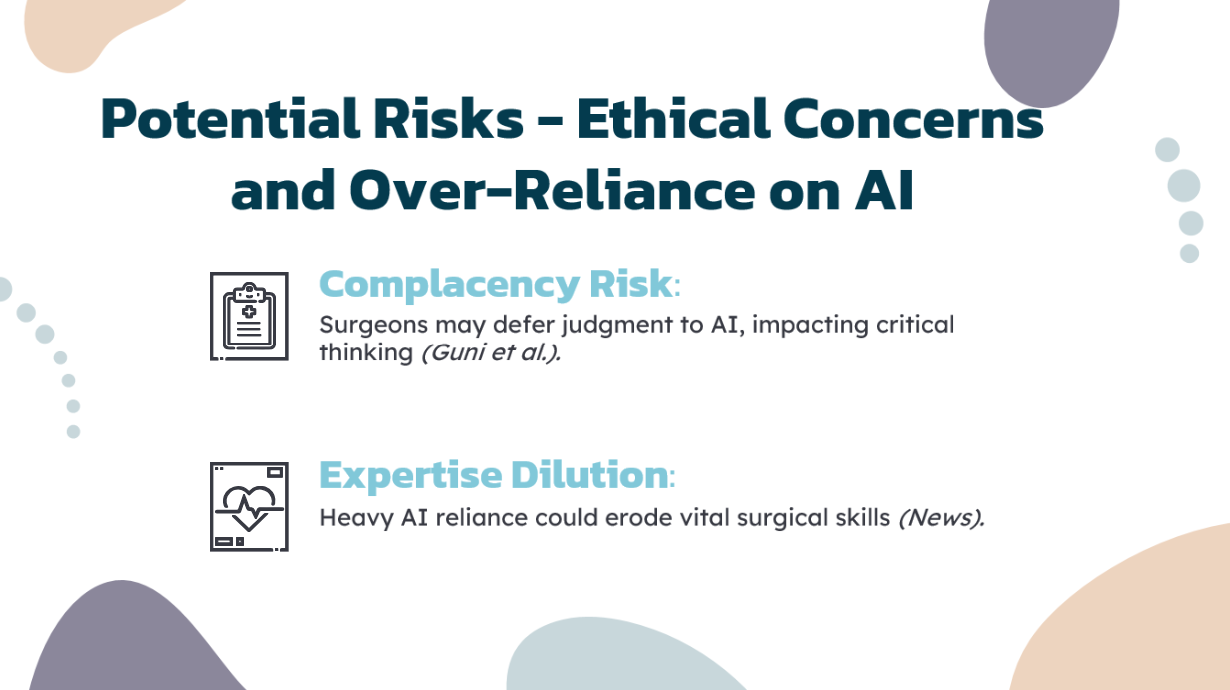 Potential Risks - Ethical Concerns
and Over-Reliance on AI
Complacency Risk:
Surgeons may defer judgment to AI, impacting critical
thinking (Guni et al.).
Expertise Dilution:
Heavy AI reliance could erode vital surgical skills (News).